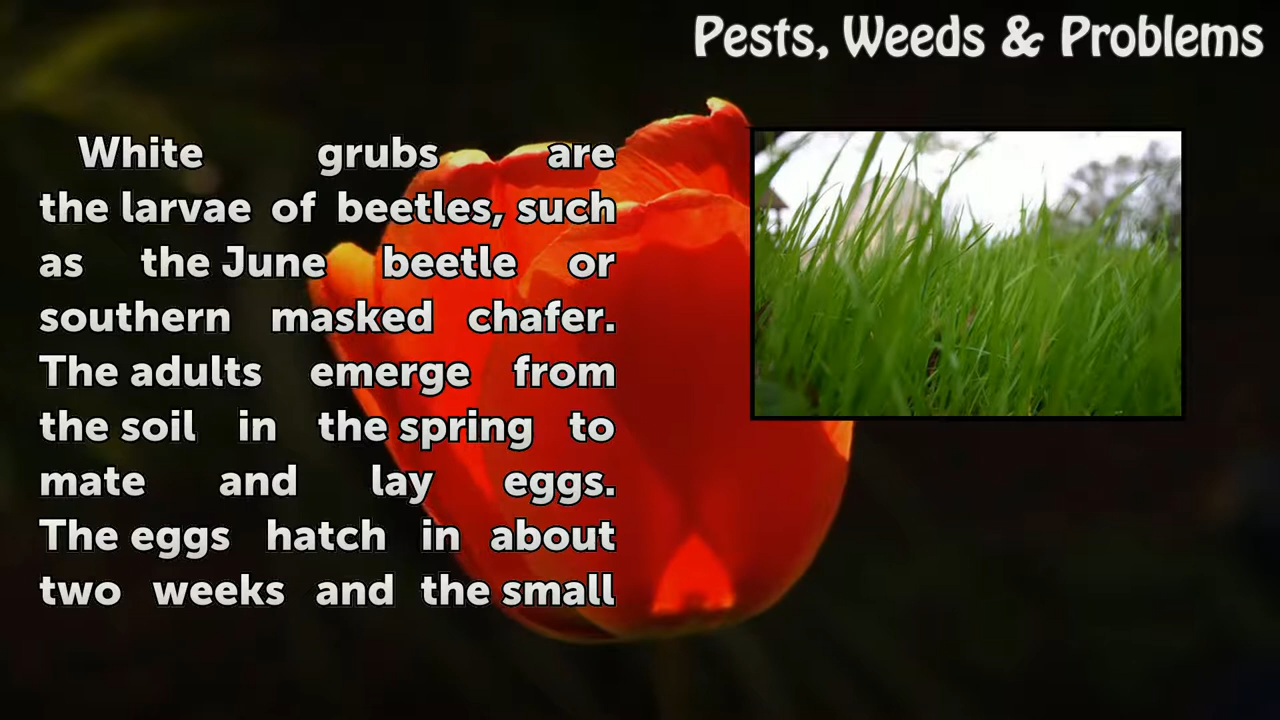 Pests, Weeds & Problems
White grubs are
the larvae of beetles, such
as the June beetle or
southern masked chafer.
The adults emerge from
the soil in the spring to
mate and lay eggs.
The eggs hatch in about
two weeks and the small